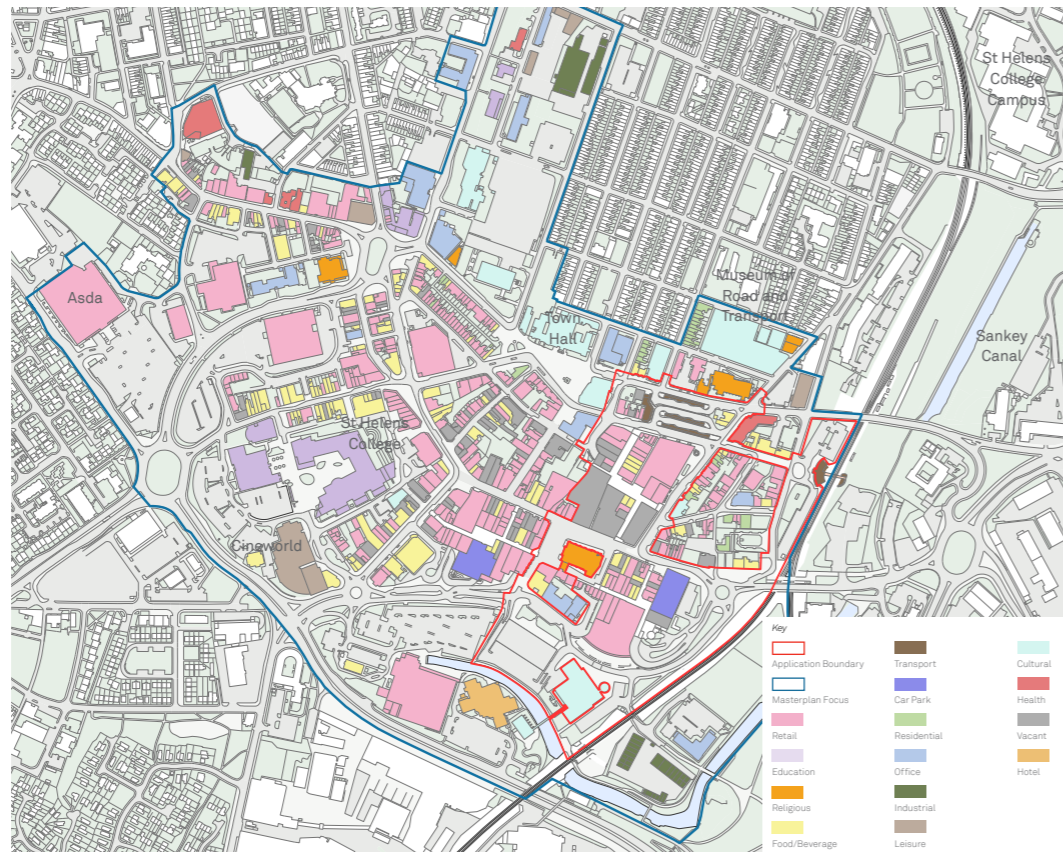 St Helens
College
Campus
Asda
Museum of
Road and
Transport
Town
Hall
Sankey
Canal
St Helens
College
Cineworld
Key
Application Boundary
Transport
Cultural
Masterplan Focus
Car Park
Health
Retail
Residential
Vacant
Education
Office
Hotel
Religious
Industrial
Food/Beverage
Leisure